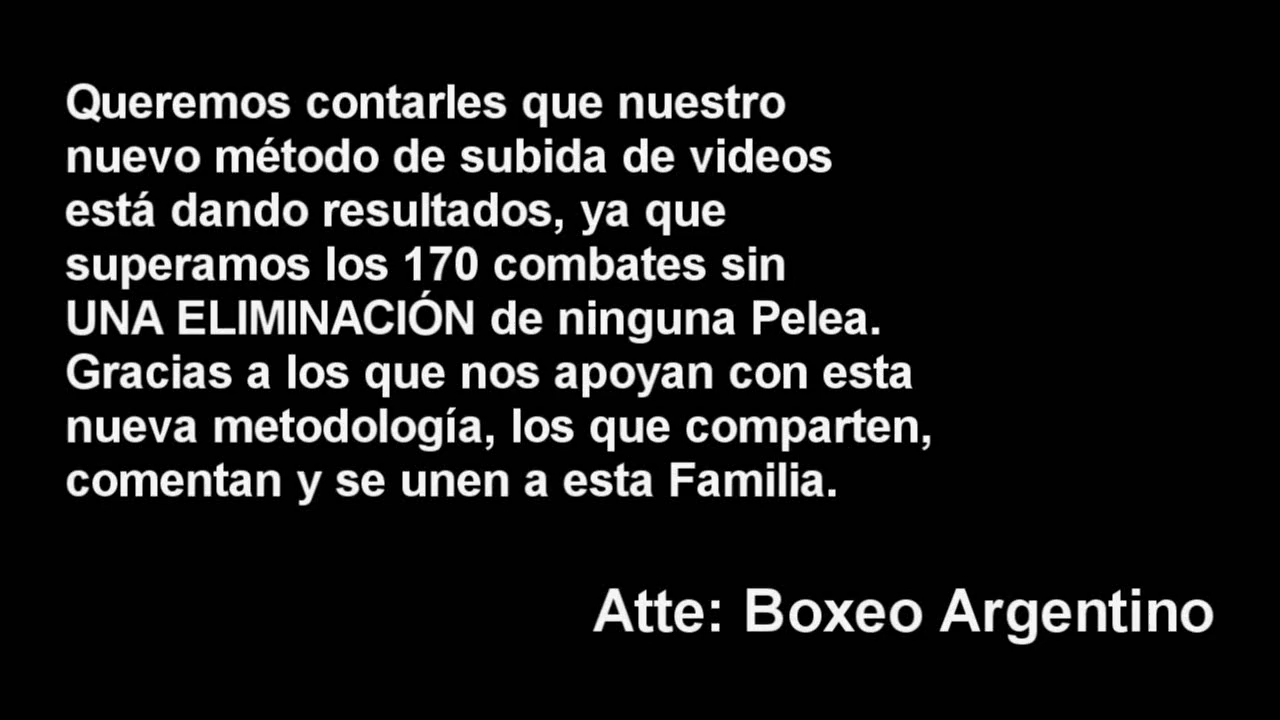 Queremos contarles que nuestro
nuevo método de subida de videos
está dando resultados, ya que
superamos los 170 combates sin
UNA ELIMINACIÓN de ninguna Pelea.
Gracias a los que nos apoyan con esta
nueva metodología, los que comparten,
comentan y se unen a esta Familia.
Atte: Boxeo Argentino